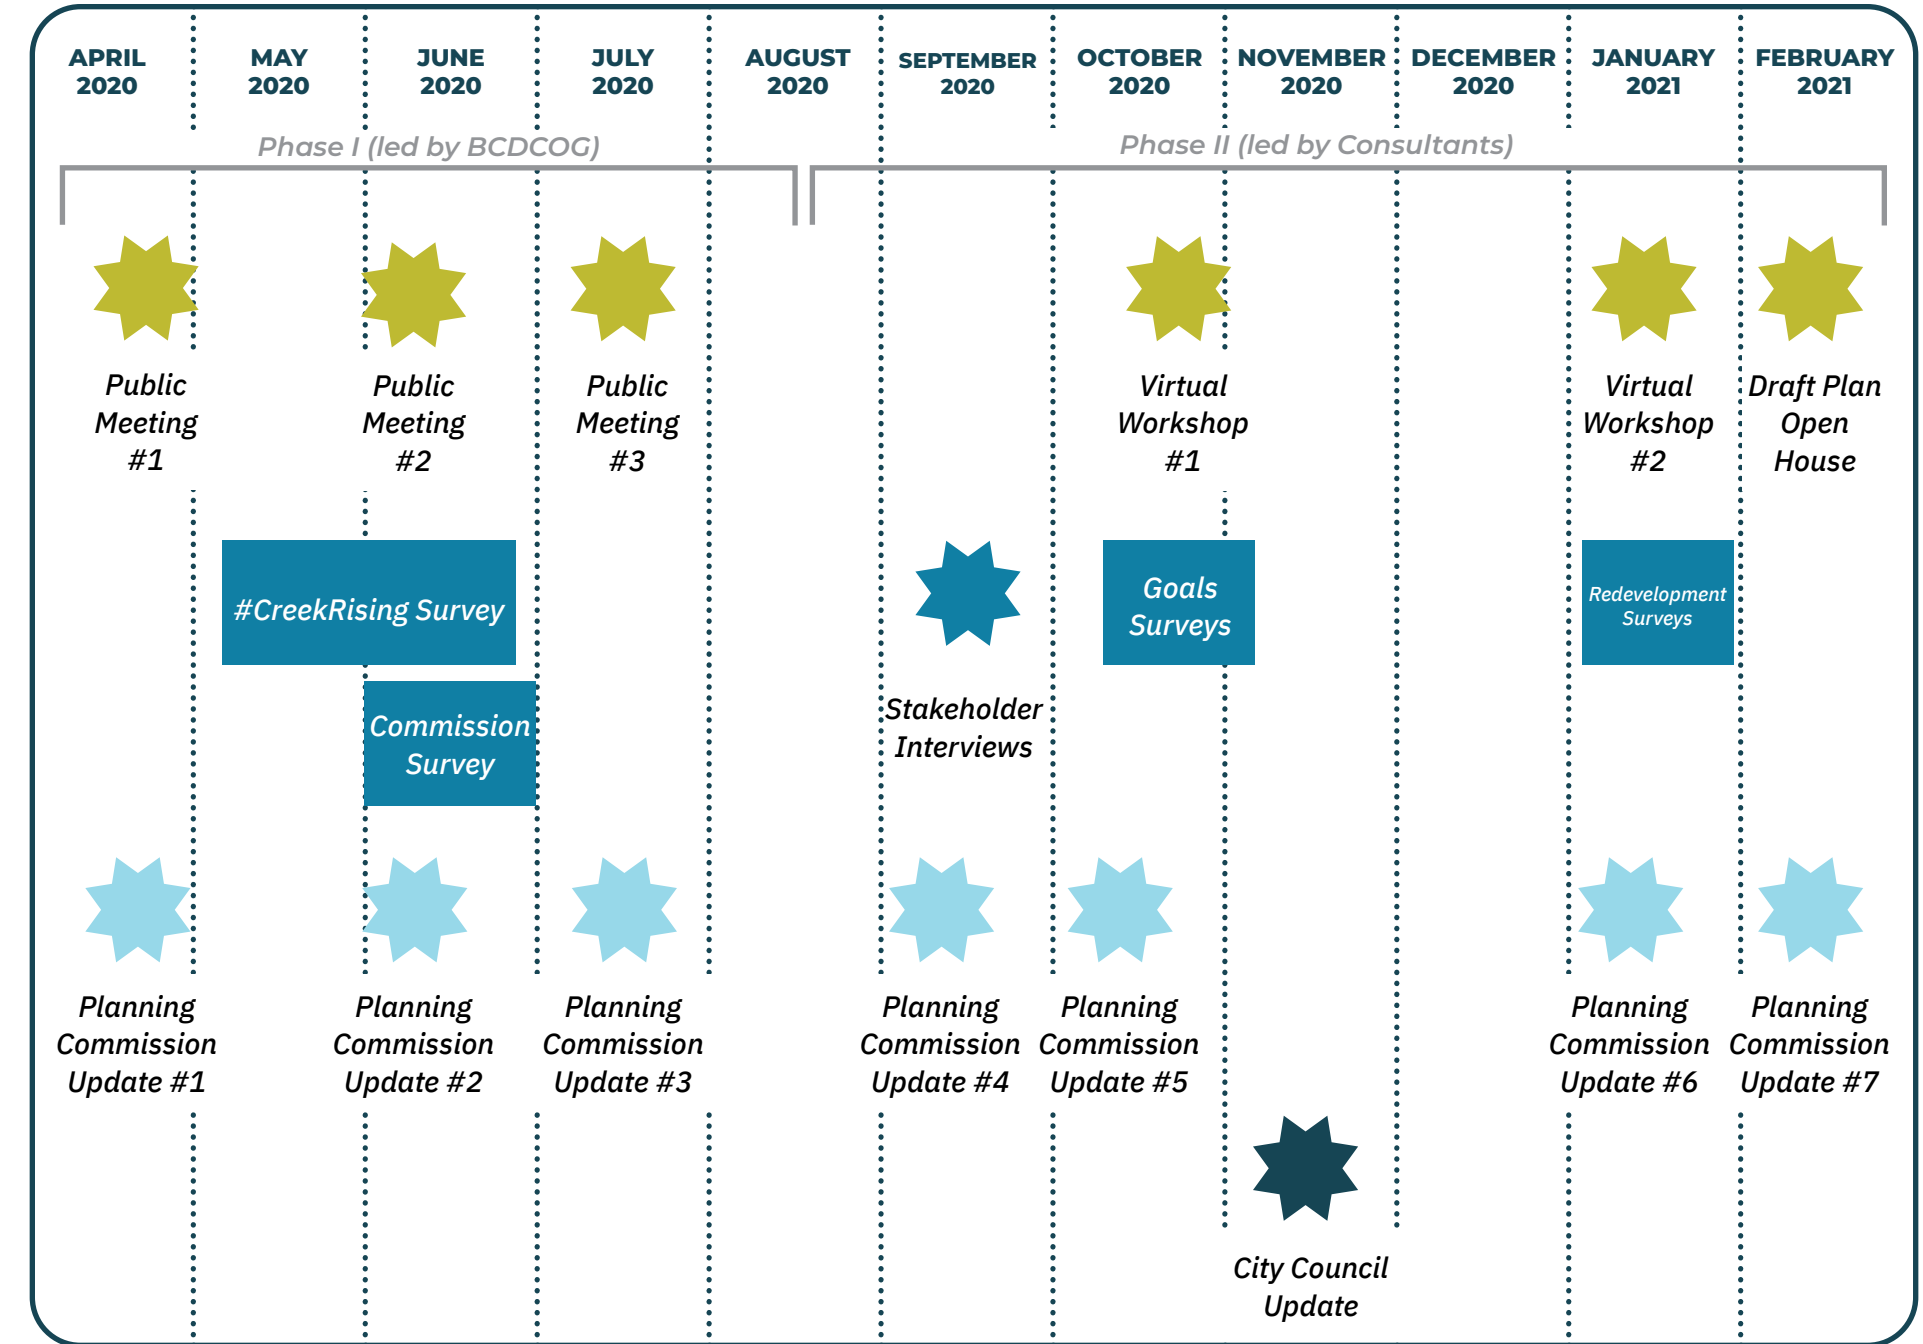 APRIL
2020
MAY
2020
JUNE
2020
JULY
2020
AUGUST
2020
SEPTEMBER
2020
OCTOBER
2020
NOVEMBER
2020
DECEMBER
2020
JANUARY
2021
FEBRUARY
2021
Phase I (led by BCDCOG)
Phase II (led by Consultants)
Public
Meeting
#1
Public
Meeting
#2
Public
Meeting
#3
Virtual
Workshop
#1
Virtual
Workshop
#2
Draft Plan
Open
House
#CreekRising Survey
Commission
Survey
Stakeholder
Interviews
Goals
Surveys
Redevelopment
Surveys
Planning
Commission
Update #1
Planning
Commission
Update #2
Planning
Commission
Update #3
Planning
Commission
Update #4
Planning
Commission
Update #5
Planning
Commission
Update #6
Planning
Commission
Update #7
City Council
Update